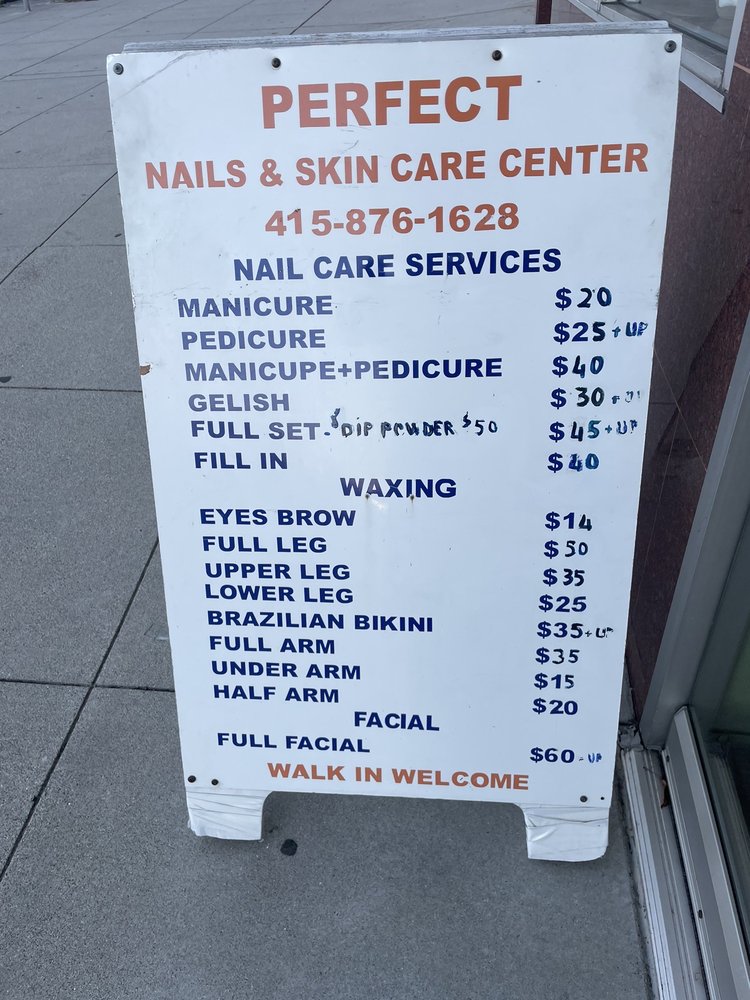 PERFECT
NAILS & SKIN CARE CENTER
415-876-1628
NAIL CARE SERVICES
MANICURE $20
PEDICURE $25+UP
MANICUPE+PEDICURE $40
GELISH $30+UP
FULL SET-$DIP POWDER $50 $45+UP
FILL IN $40
WAXING
EYES BROW $14
FULL LEG $50
UPPER LEG $35
LOWER LEG $25
BRAZILIAN BIKINI $35+UP
FULL ARM $35
UNDER ARM $15
HALF ARM $20
FACIAL
FULL FACIAL $60-UP
WALK IN WELCOME